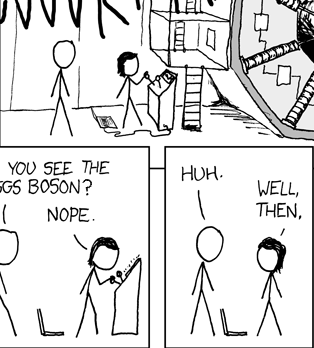 YOU SEE THE
GGS BOSON?
NOPE.
HUH.
WELL,
THEN.